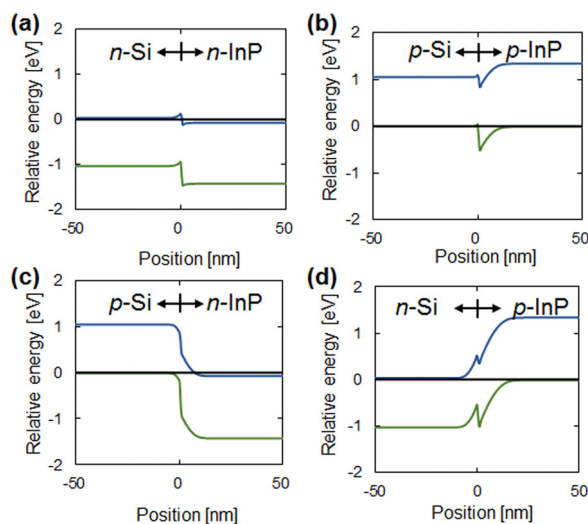 (a)
n-Si n-InP
Relative energy [eV]
2
1
0
-1
-2
-50 0 50
Position [nm]
(b)
p-Si p-InP
Relative energy [eV]
2
1
0
-1
-2
-50 0 50
Position [nm]
(c)
p-Si n-InP
Relative energy [eV]
2
1
0
-1
-2
-50 0 50
Position [nm]
(d)
n-Si p-InP
Relative energy [eV]
2
1
0
-1
-2
-50 0 50
Position [nm]